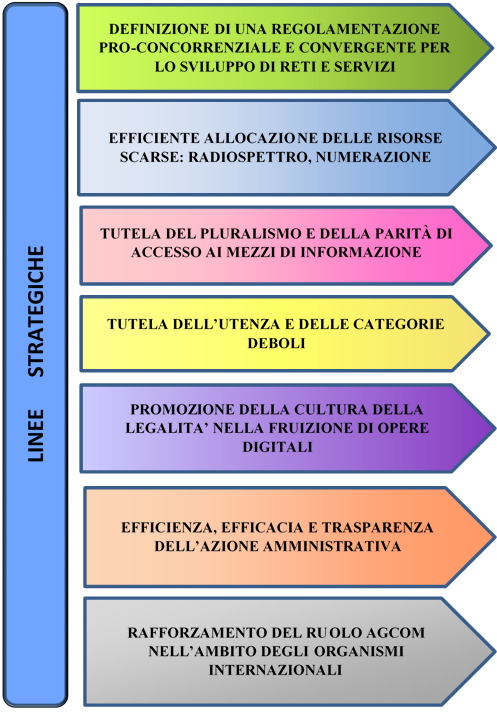 LINEE STRATEGICHE
DEFINIZIONE DI UNA REGOLAMENTAZIONE
PRO-CONCORRENZIALE E CONVERGENTE PER
LO SVILUPPO DI RETI E SERVIZI
EFFICIENTE ALLOCAZIONE DELLE RISORSE
SCARSE: RADIOSPETTRO, NUMERAZIONE
TUTELA DEL PLURALISMO E DELLA PARITÀ DI
ACCESSO AI MEZZI DI INFORMAZIONE
TUTELA DELL’UTENZA E DELLE CATEGORIE
DEBOLI
PROMOZIONE DELLA CULTURA DELLA
LEGALITA’ NELLA FRUIZIONE DI OPERE
DIGITALI
EFFICIENZA, EFFICACIA E TRASPARENZA
DELL’AZIONE AMMINISTRATIVA
RAFFORZAMENTO DEL RUOLO AGCOM
NELL’AMBITO DEGLI ORGANISMI
INTERNAZIONALI